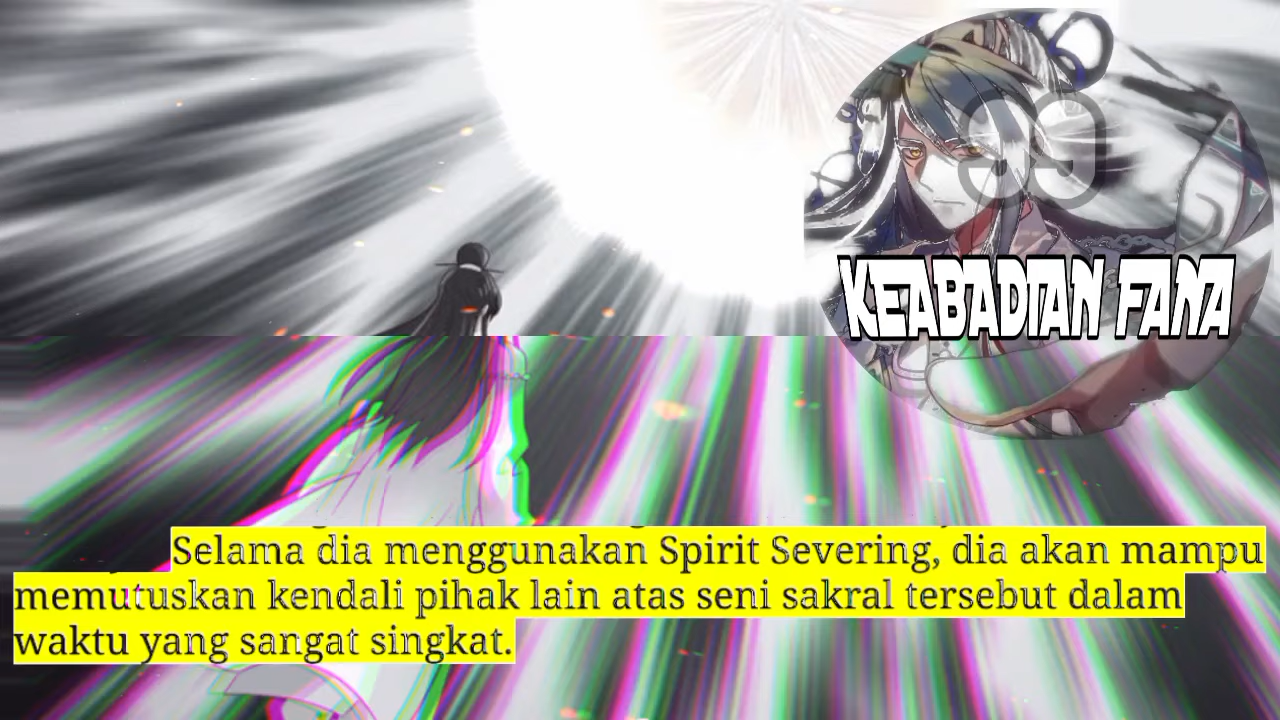 KEABADIAN FANA
Selama dia menggunakan Spirit Severing, dia akan mampu
memutuskan kendali pihak lain atas seni sakral tersebut dalam
waktu yang sangat singkat.